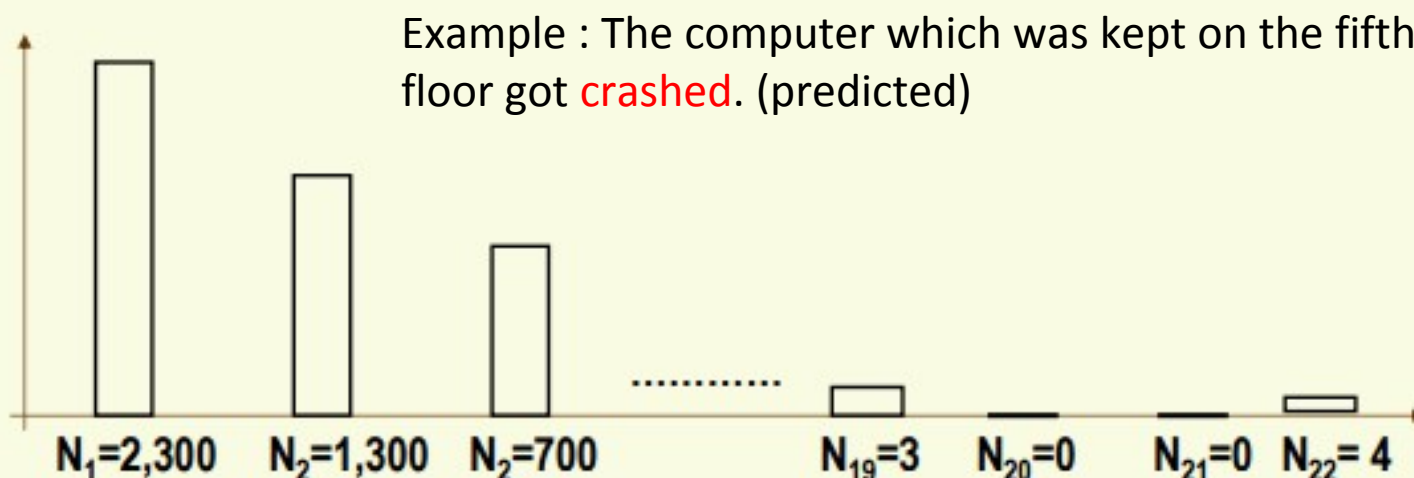 Example : The computer which was kept on the fifth
floor got crashed. (predicted)
............
N₁=2,300 N₂=1,300 N₂=700 N₁₉=3 N₂₀=0 N₂₁=0 N₂₂= 4